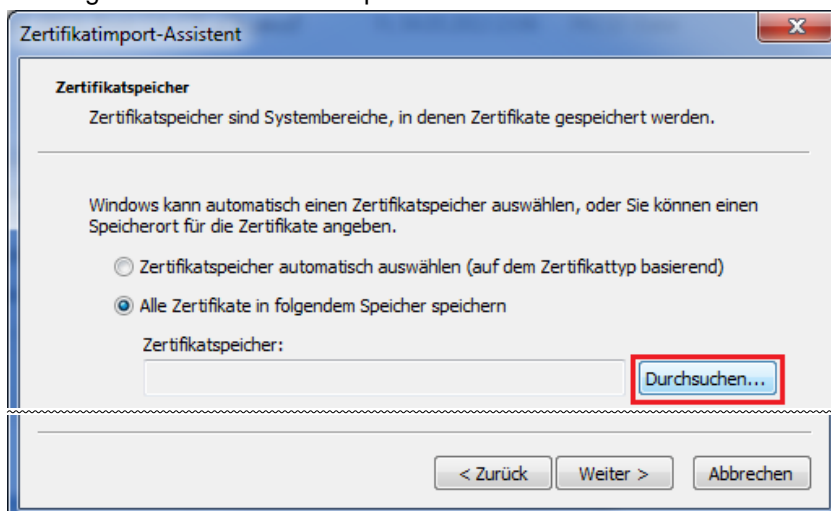 Zertifikatimport-Assistent
Zertifikatspeicher
Zertifikatspeicher sind Systembereiche, in denen Zertifikate gespeichert werden.
Windows kann automatisch einen Zertifikatspeicher auswählen, oder Sie können einen
Speicherort für die Zertifikate angeben.
Zertifikatspeicher automatisch auswählen (auf dem Zertifikattyp basierend)
Alle Zertifikate in folgendem Speicher speichern
Zertifikatspeicher:
Durchsuchen...
< Zurück Weiter > Abbrechen